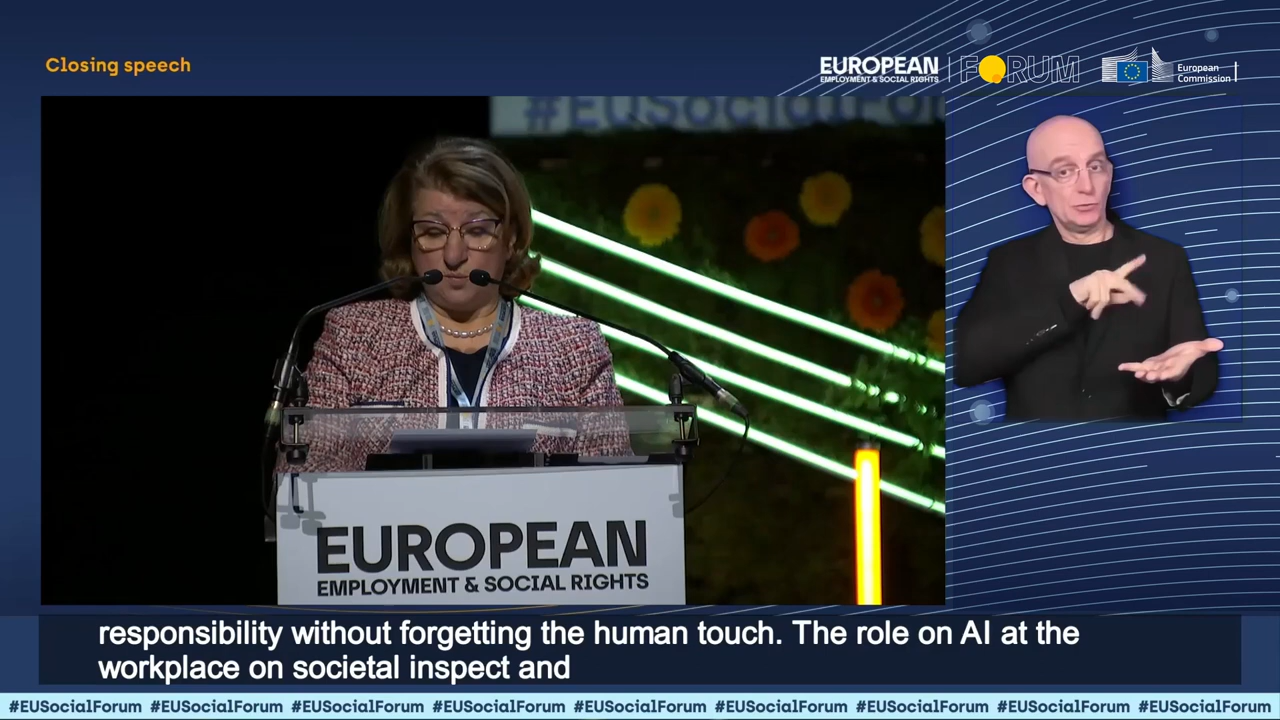 Closing speech
EUROPEAN
EMPLOYMENT & SOCIAL RIGHTS
FORUM
European
Commission
#EUSocialForu
EUROPEAN
EMPLOYMENT & SOCIAL RIGHTS
responsibility without forgetting the human touch. The role on AI at the
workplace on societal inspect and
#EUSocialForum #EUSocialForum #EUSocialForum #EUSocialForum #EUSocialForum #EUSocialForum #EUSocialForum #EUSocialForum #EUSocialForum